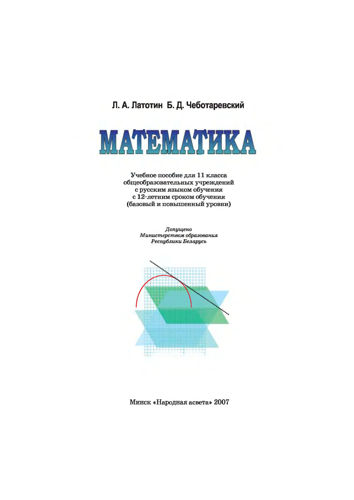 Л. А. Латотин Б. Д. Чеботаревский
МАТЕМАТИКА
Учебное пособие для 11 класса
общеобразовательных учреждений
с русским языком обучения
с 12-летним сроком обучения
(базовый и повышенный уровни)
Допущено
Министерством образования
Республики Беларусь
Минск «Народная асвета» 2007